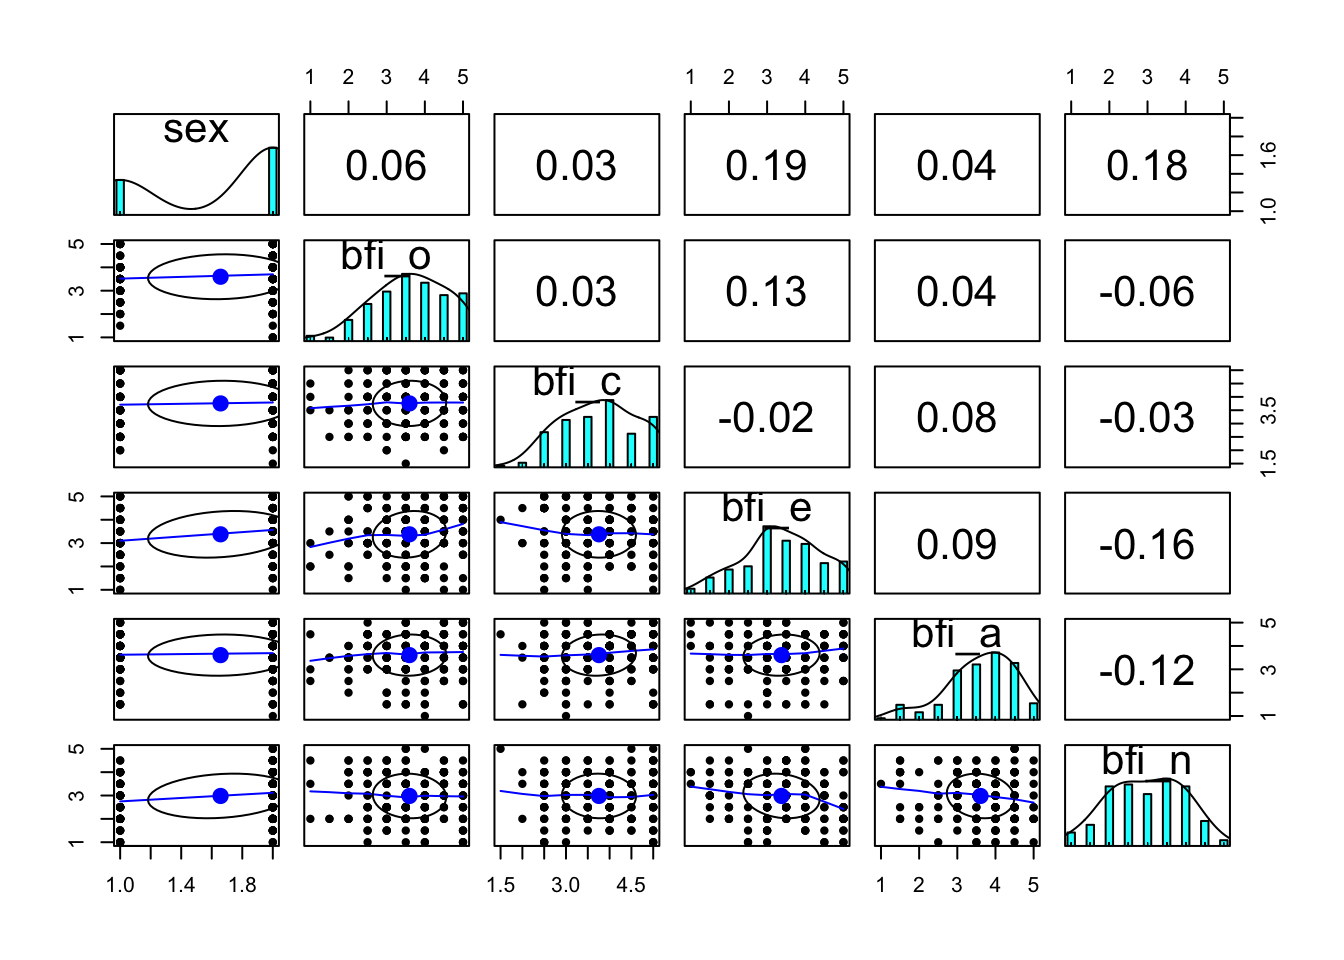 1 2 3 4 5 1 2 3 4 5 1 2 3 4 5
sex 0.06 0.03 0.19 0.04 0.18 1.0 1.6
1 3 5 bfi_o 0.03 0.13 0.04 -0.06
bfi_c -0.02 0.08 -0.03 1.5 3.5
1 3 5 bfi_e 0.09 -0.16
bfi_a -0.12 1 3 5
1 3 5 bfi_n
1.0 1.4 1.8 1.5 3.0 4.5 1 2 3 4 5